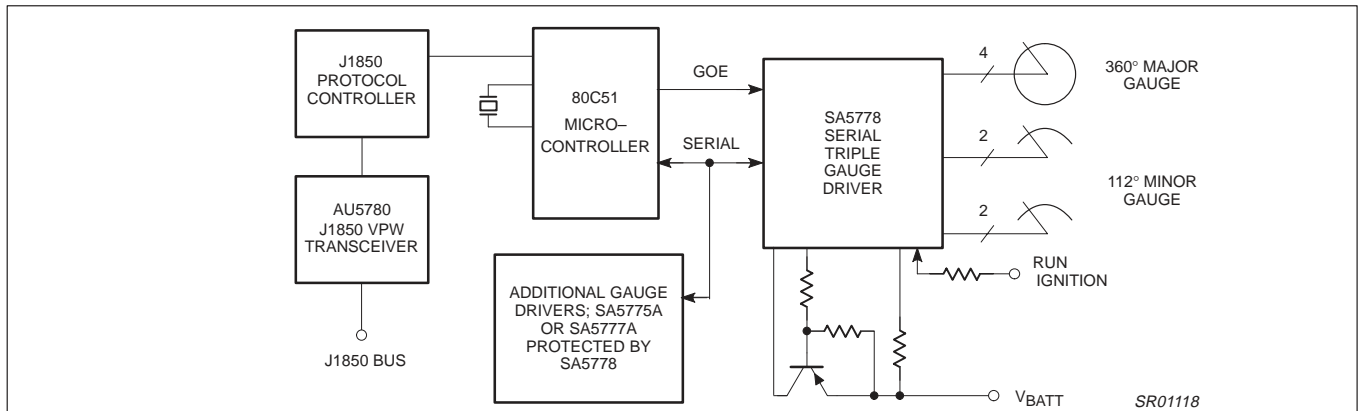 J1850
PROTOCOL
CONTROLLER
AU5780
J1850 VPW
TRANSCEIVER
J1850 BUS
80C51
MICRO–
CONTROLLER
GOE
SERIAL
ADDITIONAL GAUGE
DRIVERS; SA5775A
OR SA5777A
PROTECTED BY
SA5778
SA5778
SERIAL
TRIPLE
GAUGE
DRIVER
4
360° MAJOR
GAUGE
2
112° MINOR
GAUGE
2
RUN
IGNITION
VBATT
SR01118